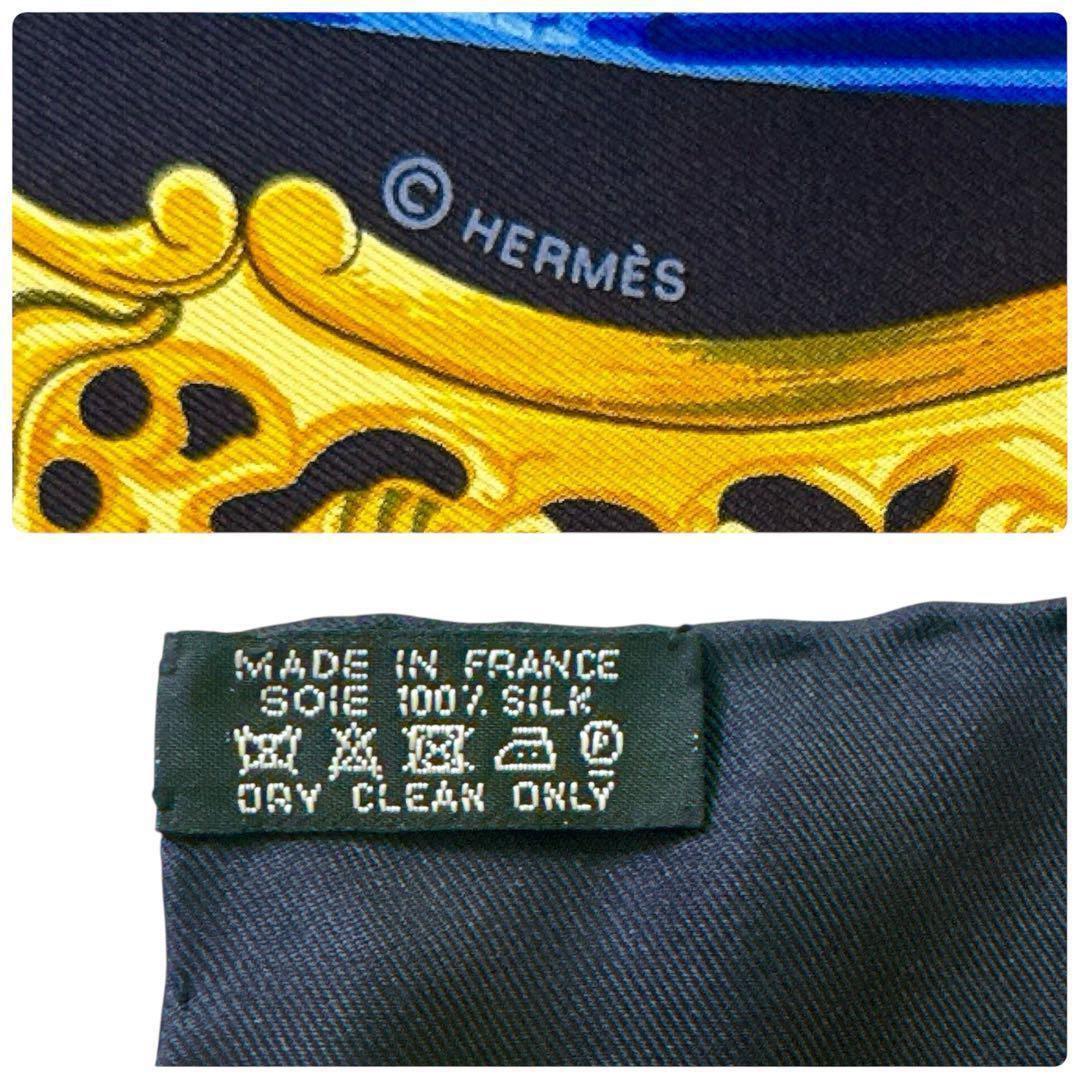 © HERMÈS
MADE IN FRANCE
SOIE 100% SILK
P
DRY CLEAN ONLY